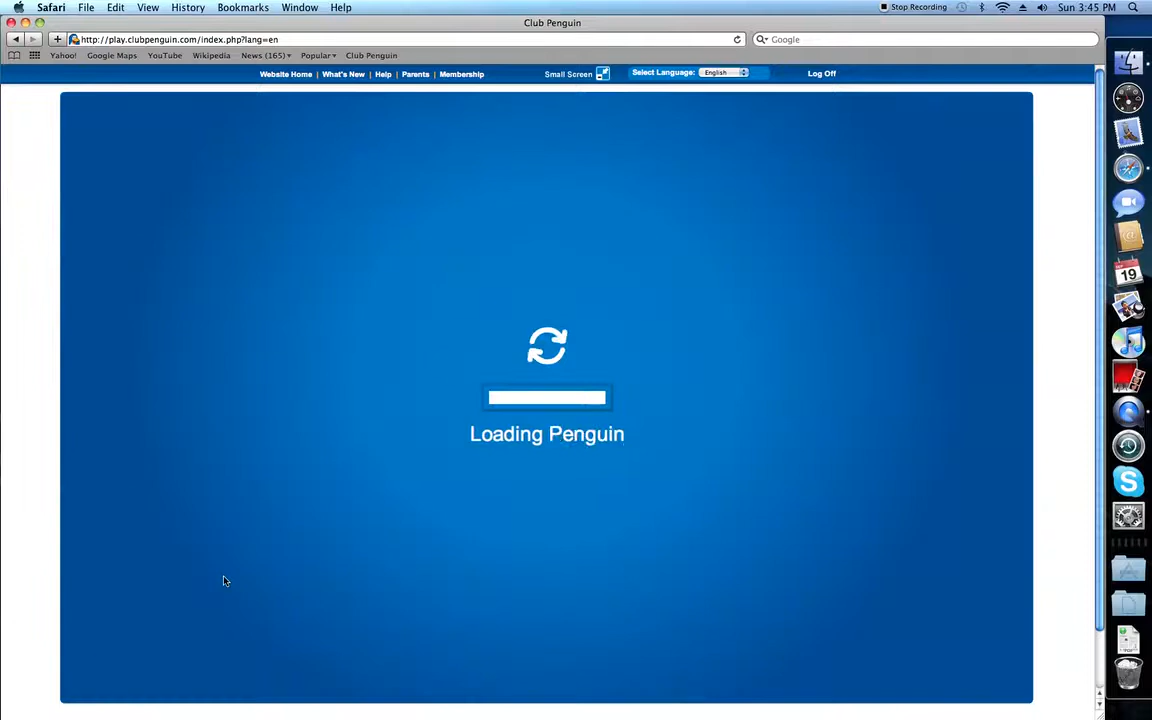 Safari File Edit View History Bookmarks Window Help Stop Recording Sun 3:45 PM
Club Penguin
http://play.clubpenguin.com/index.php?lang=en Google
Yahoo! Google Maps YouTube Wikipedia News (165) Popular Club Penguin
Website Home | What's New | Help | Parents | Membership Small Screen Select Language: English Log Off
Loading Penguin
19